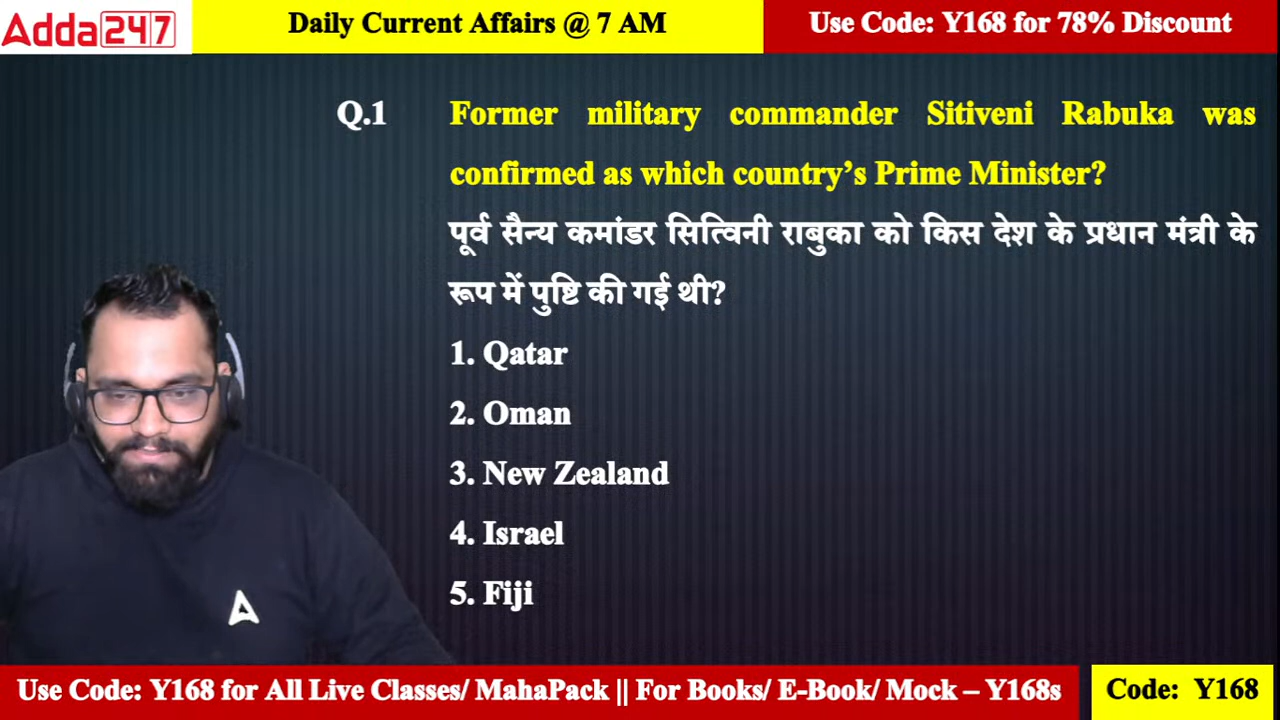 Adda247
Daily Current Affairs @ 7 AM
Use Code: Y168 for 78% Discount
Q.1 Former military commander Sitiveni Rabuka was
confirmed as which country’s Prime Minister?
पूर्व सैन्य कमांडर सित्विनी राबुका को किस देश के प्रधान मंत्री के
रूप में पुष्टि की गई थी?
1. Qatar
2. Oman
3. New Zealand
4. Israel
5. Fiji
Use Code: Y168 for All Live Classes/ MahaPack || For Books/ E-Book/ Mock – Y168s
Code: Y168